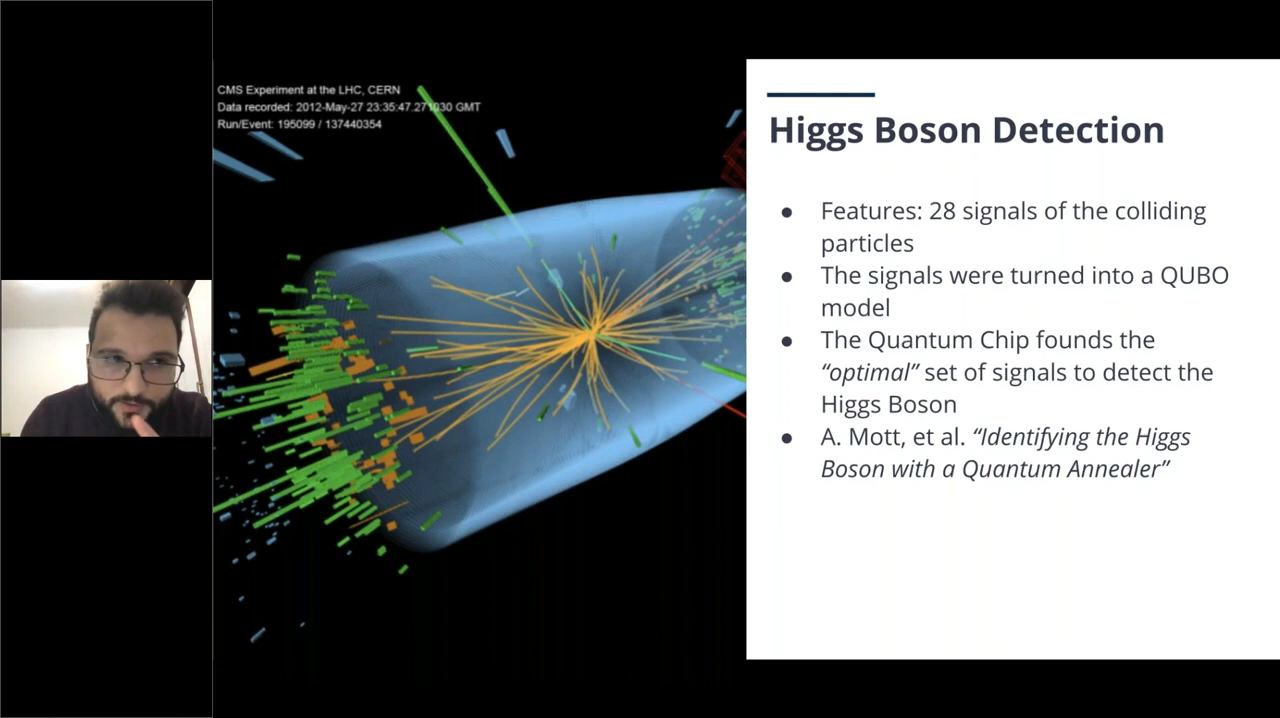 CMS Experiment at the LHC, CERN
Data recorded: 2012-May-27 23:35:47.271030 GMT
Run/Event: 195099 / 137440354
Higgs Boson Detection
● Features: 28 signals of the colliding
particles
● The signals were turned into a QUBO
model
● The Quantum Chip founds the
“optimal” set of signals to detect the
Higgs Boson
● A. Mott, et al. “Identifying the Higgs
Boson with a Quantum Annealer”